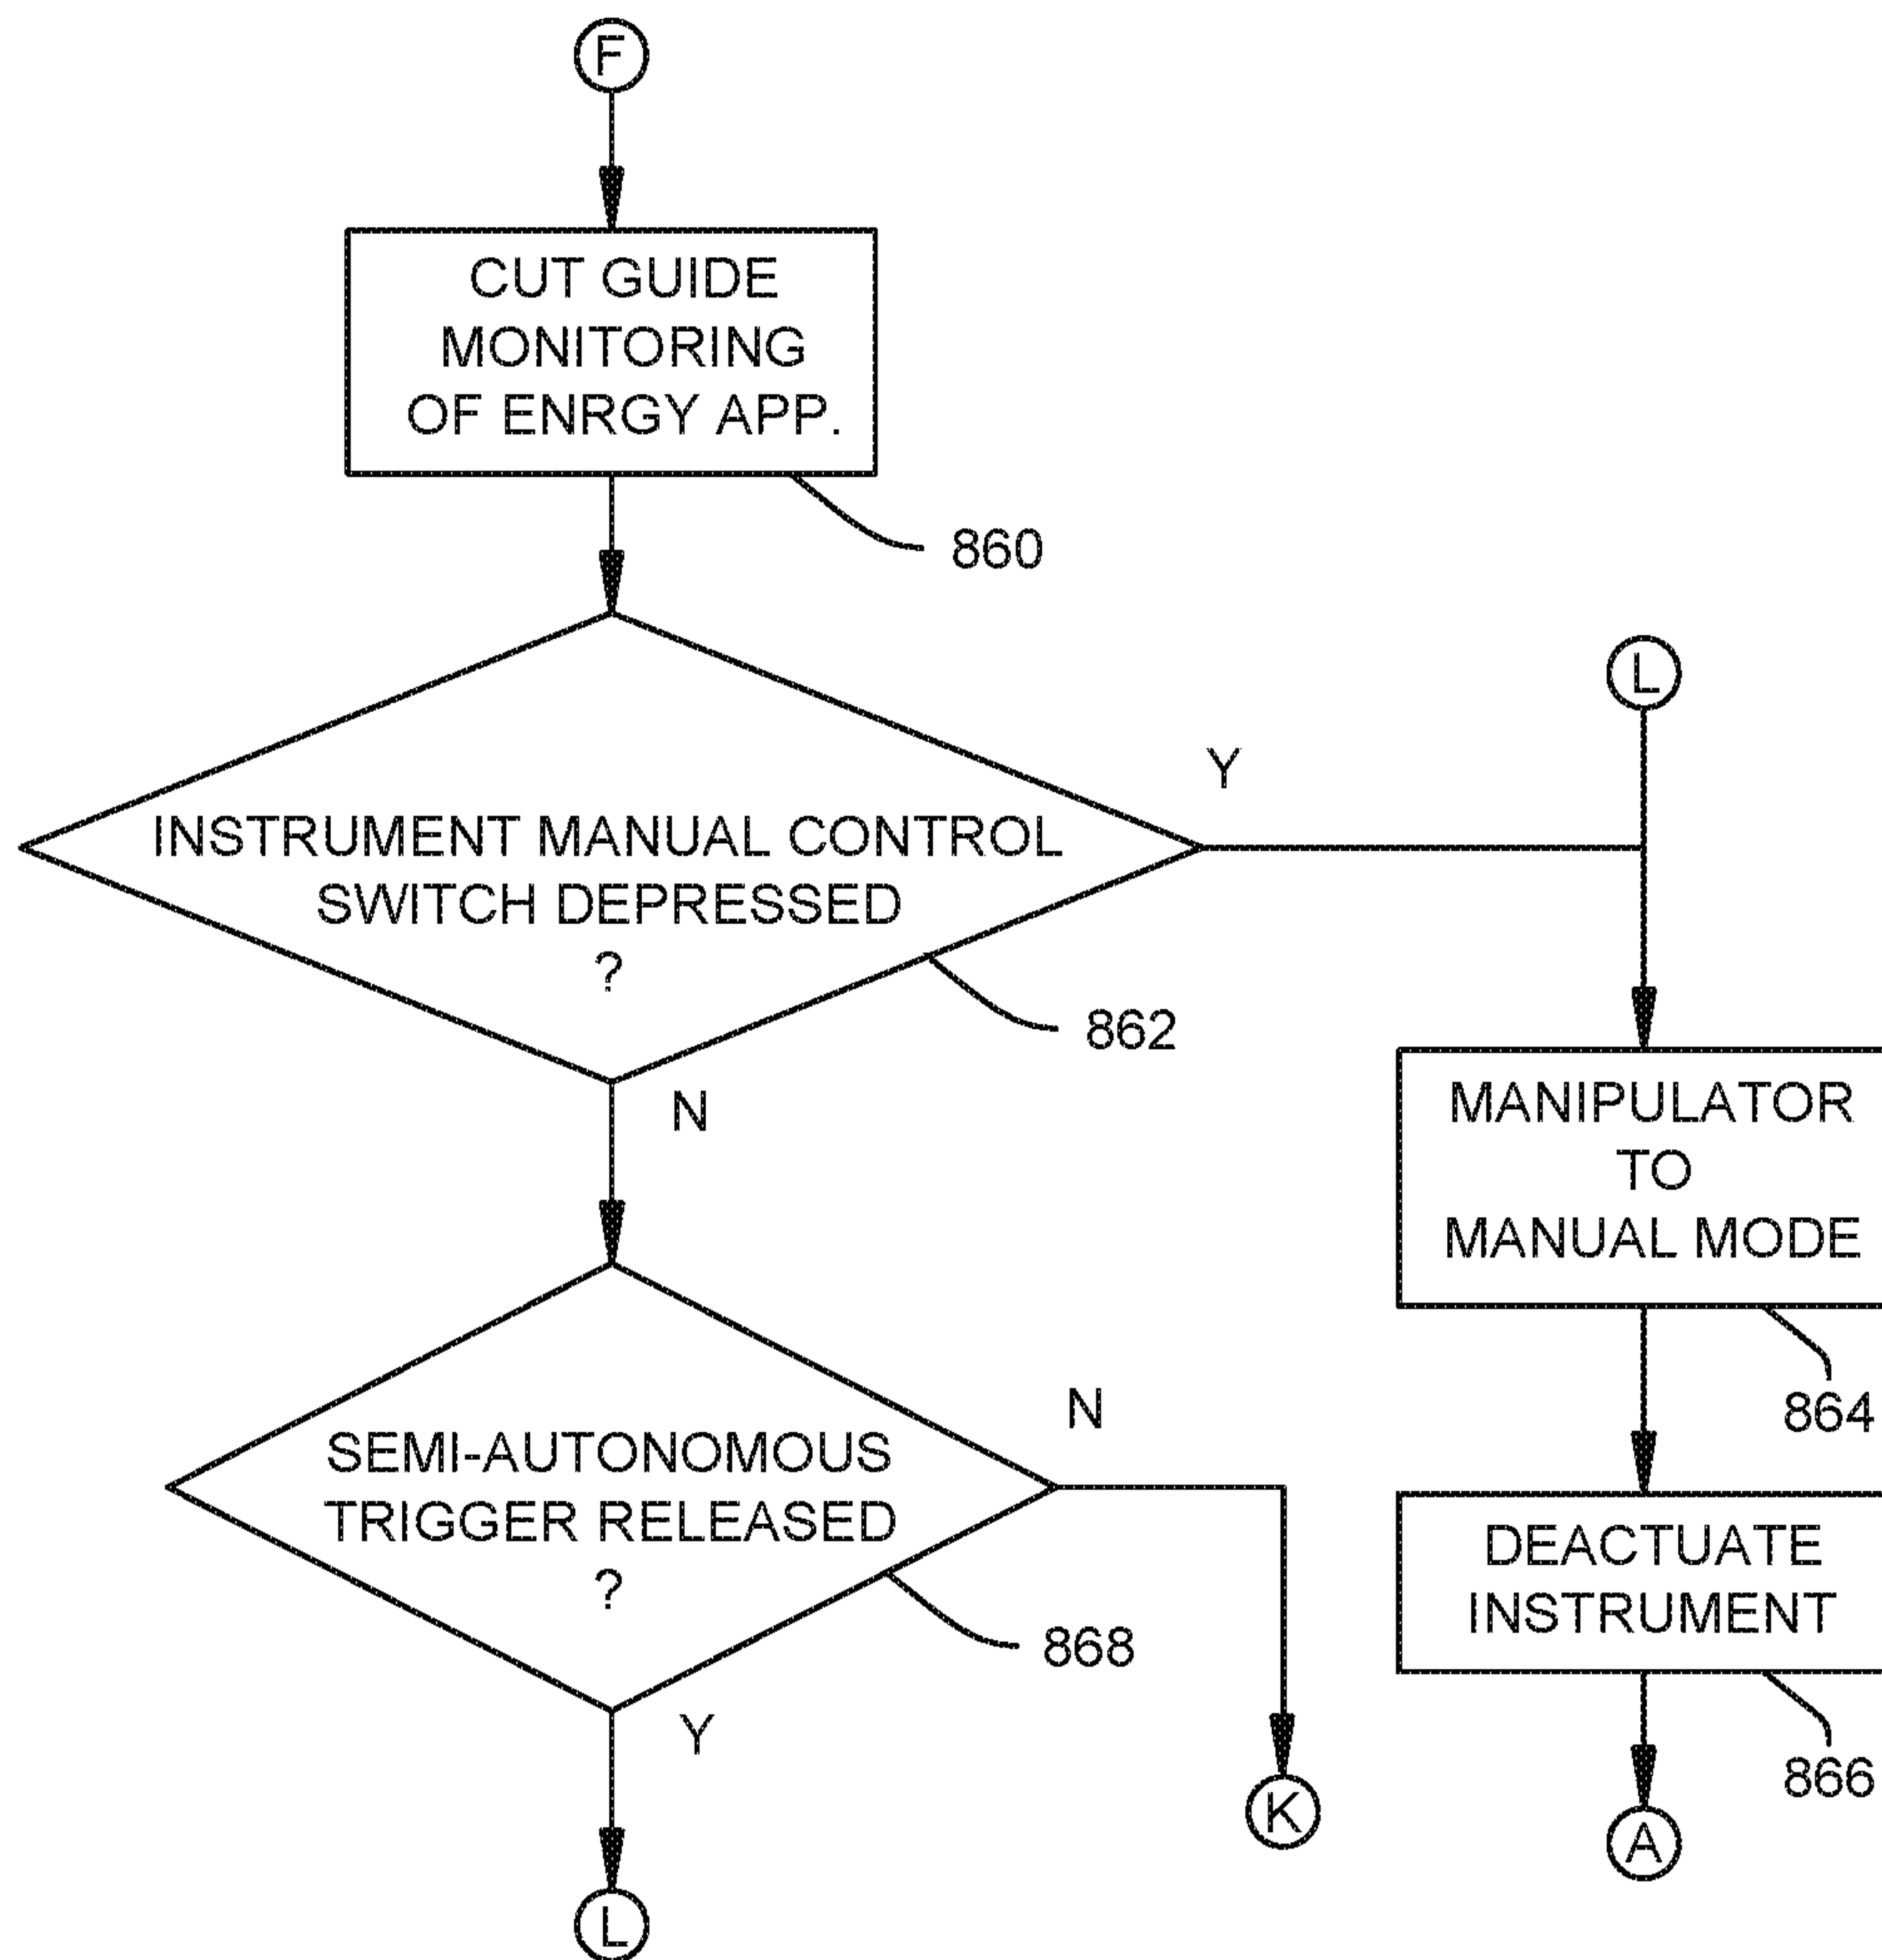 F
CUT GUIDE
MONITORING
OF ENRGY APP.
860
L
Y
INSTRUMENT MANUAL CONTROL
SWITCH DEPRESSED
?
862
N
MANIPULATOR
TO
MANUAL MODE
864
SEMI-AUTONOMOUS
TRIGGER RELEASED
?
N
868
Y
DEACTUATE
INSTRUMENT
866
K
A
L